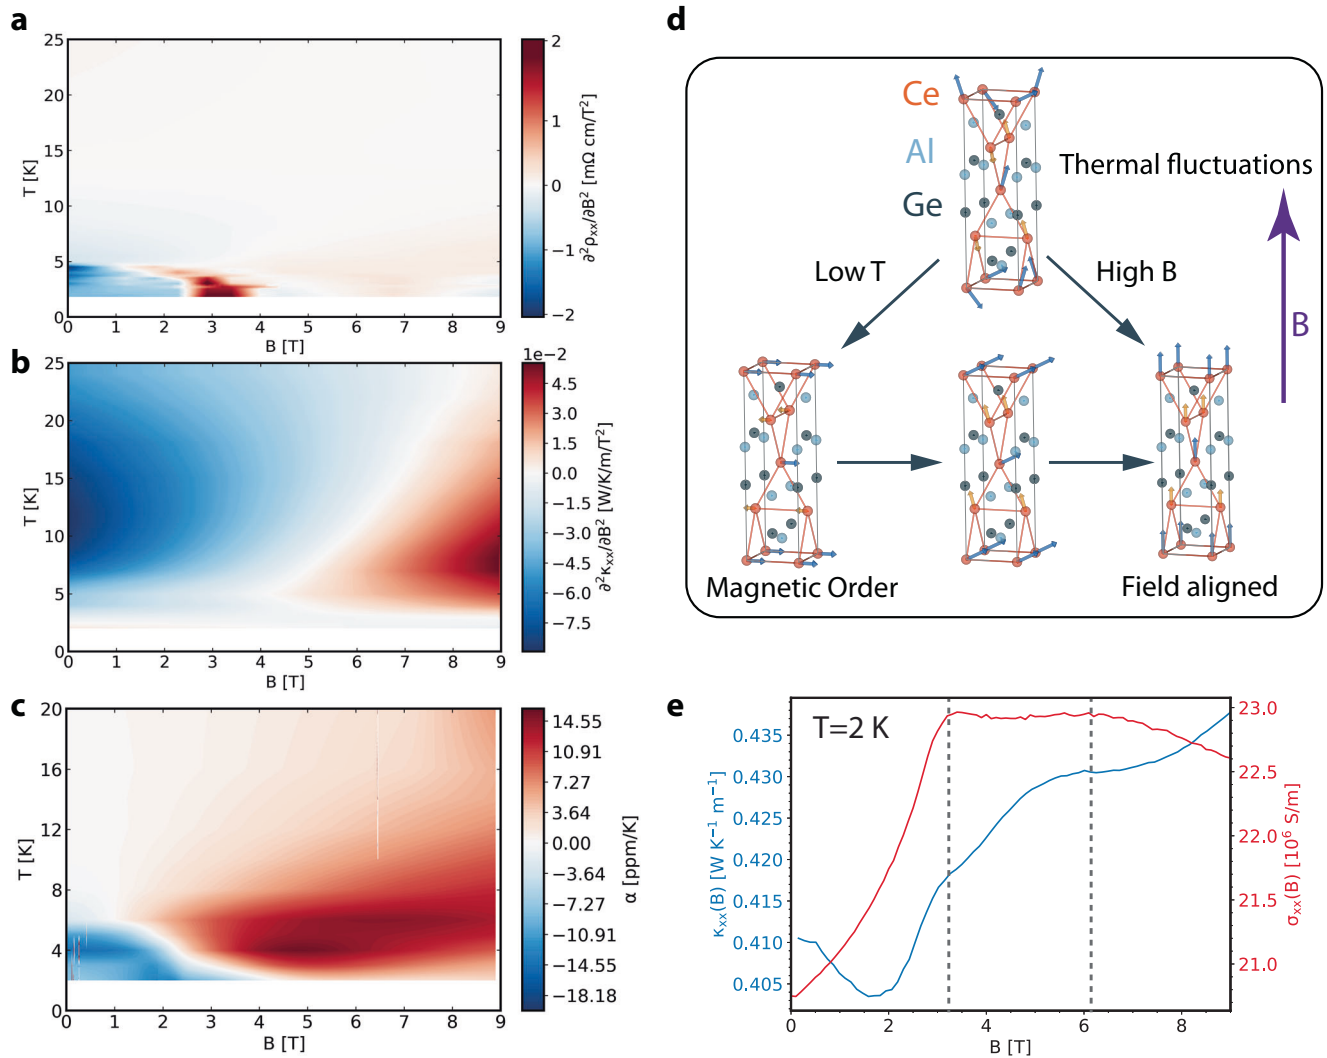 a
25
20
15
10
5
0
T [K]
0 1 2 3 4 5 6 7 8 9
B [T]
2
1
0
−1
−2
∂²ρxx/∂B² [mΩ cm/T²]
b
25
20
15
10
5
0
T [K]
0 1 2 3 4 5 6 7 8 9
B [T]
1e−2
4.5
3.0
1.5
0.0
−1.5
−3.0
−4.5
−6.0
−7.5
∂²κxx/∂B² [W/K/m/T²]
c
20
16
12
8
4
0
T [K]
0 1 2 3 4 5 6 7 8 9
B [T]
14.55
10.91
7.27
3.64
0.00
−3.64
−7.27
−10.91
−14.55
−18.18
α [ppm/K]
d
Ce
Al
Ge
Thermal fluctuations
Low T
High B
B
Magnetic Order
Field aligned
e
T=2 K
0.435
0.430
0.425
0.420
0.415
0.410
0.405
κxx(B) [W K⁻¹ m⁻¹]
0 2 4 6 8
B [T]
23.0
22.5
22.0
21.5
21.0
σxx(B) [10⁶ S/m]